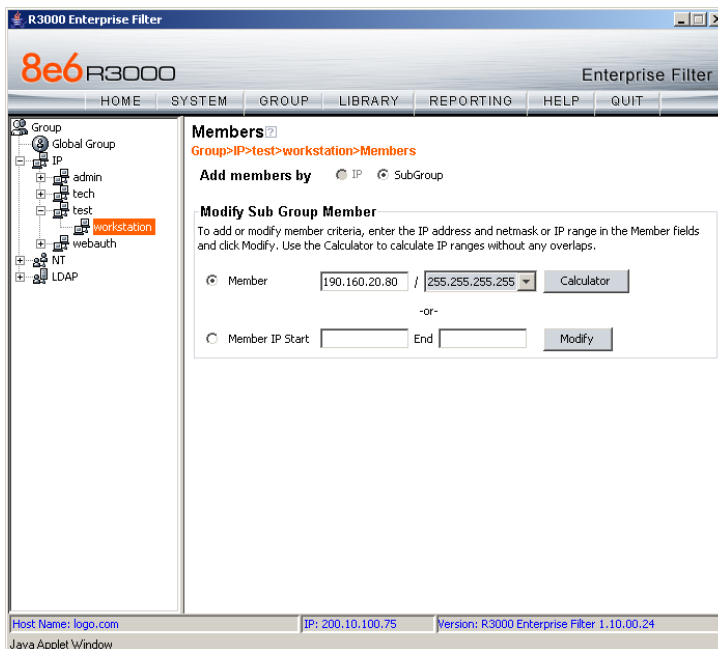 R3000 Enterprise Filter
8e6 R3000
Enterprise Filter
HOME SYSTEM GROUP LIBRARY REPORTING HELP QUIT
Group
Global Group
IP
admin
tech
test
workstation
webauth
NT
LDAP
Members?
Group>IP>test>workstation>Members
Add members by IP SubGroup
Modify Sub Group Member
To add or modify member criteria, enter the IP address and netmask or IP range in the Member fields
and click Modify. Use the Calculator to calculate IP ranges without any overlaps.
Member 190.160.20.80 / 255.255.255.255 Calculator
-or-
Member IP Start End Modify
Host Name: logo.com IP: 200.10.100.75 Version: R3000 Enterprise Filter 1.10.00.24
Java Applet Window